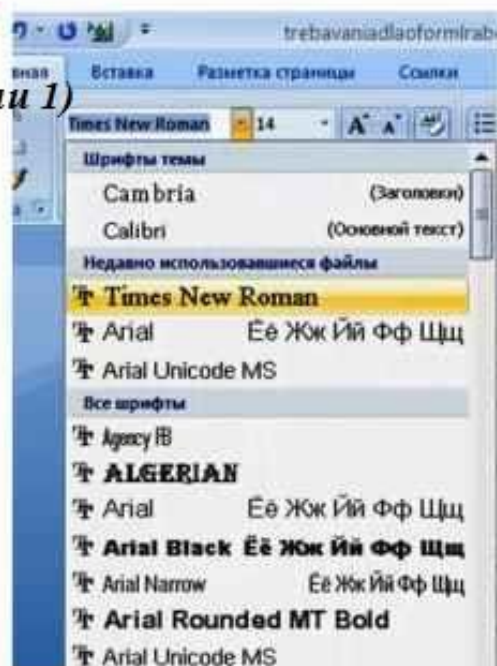 trebavaniadlaoformlrabo
вная Вставка Разметка страницы Ссылки
и 1)
Times New Roman 14 А А
Шрифты темы
Cambria (Заголовки)
Calibri (Основной текст)
Недавно использовавшиеся файлы
Times New Roman
Arial Ёё Жж Йй Фф Щщ
Arial Unicode MS
Все шрифты
Agency FB
ALGERIAN
Arial Ёё Жж Йй Фф Щщ
Arial Black Ёё Жж Йй Фф Щщ
Arial Narrow Ёё Жж Йй Фф Щщ
Arial Rounded MT Bold
Arial Unicode MS